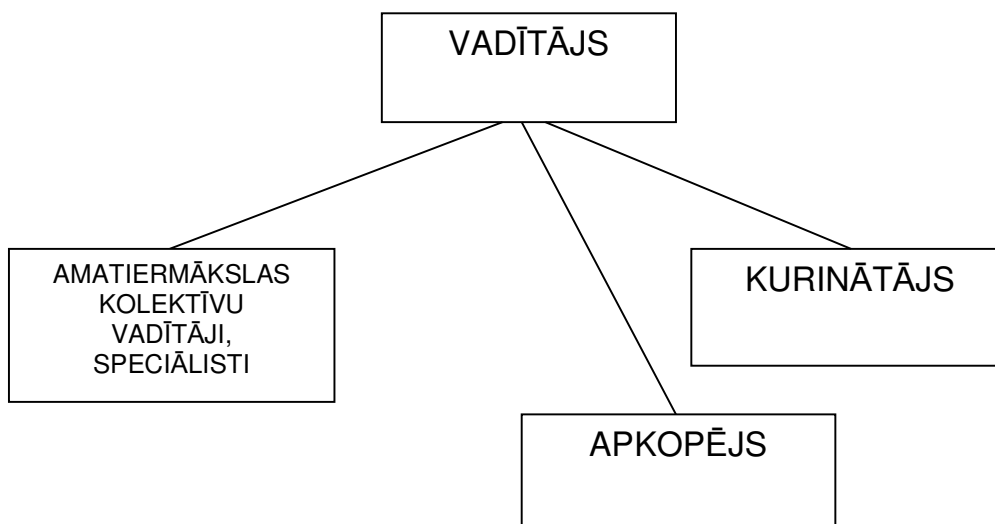 VADĪTĀJS
AMATIERMĀKSLAS
KOLEKTĪVU
VADĪTĀJI,
SPECIĀLISTI
KURINĀTĀJS
APKOPĒJS